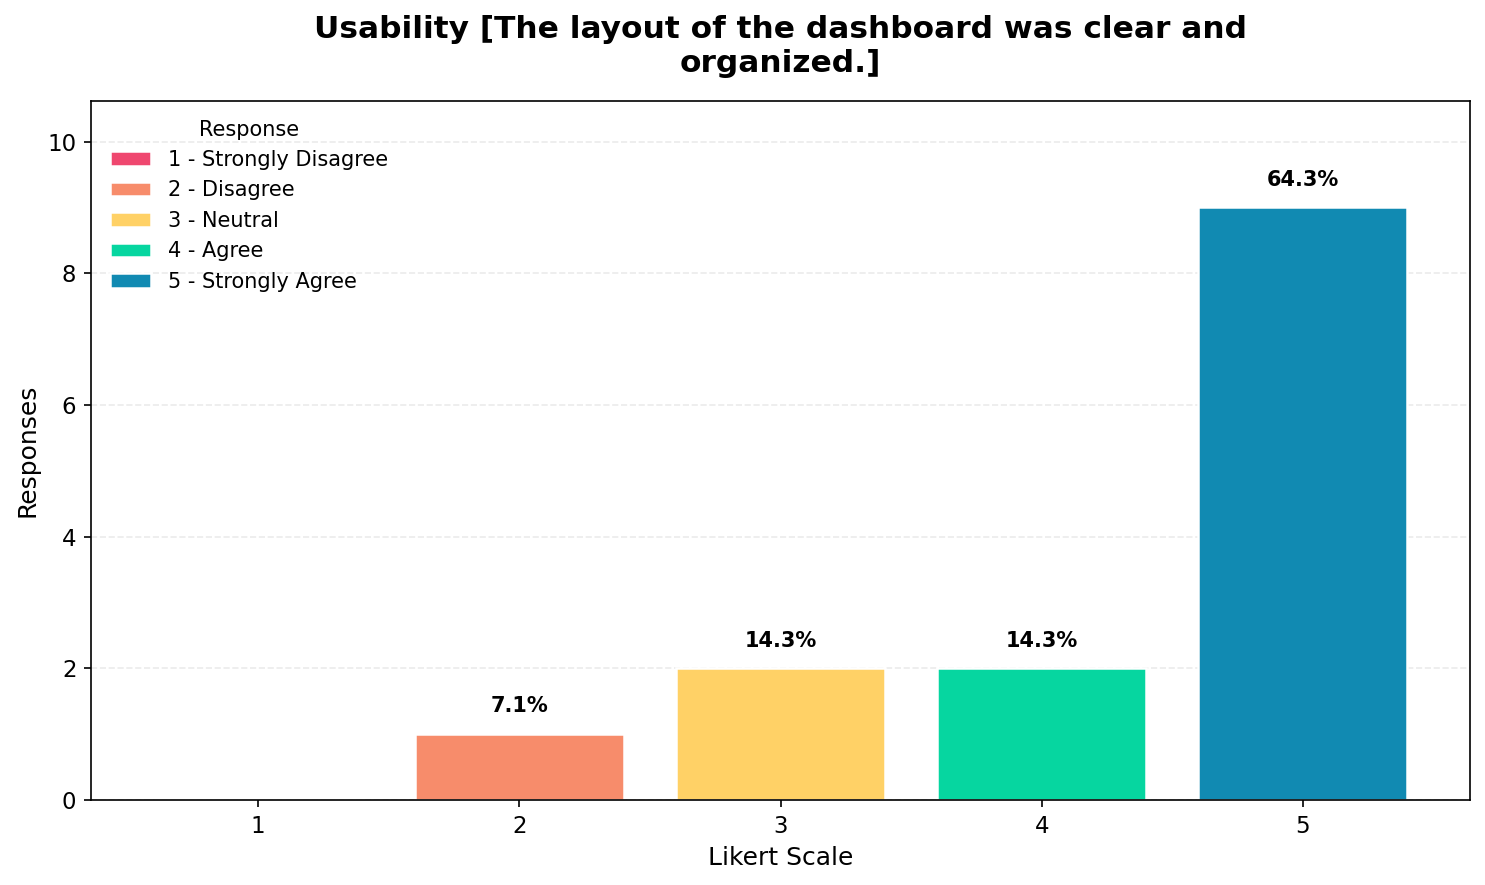 Usability [The layout of the dashboard was clear and
organized.]
Response
1 - Strongly Disagree
2 - Disagree
3 - Neutral
4 - Agree
5 - Strongly Agree
10
8
6
4
2
0
Responses
7.1%
14.3%
14.3%
64.3%
1 2 3 4 5
Likert Scale